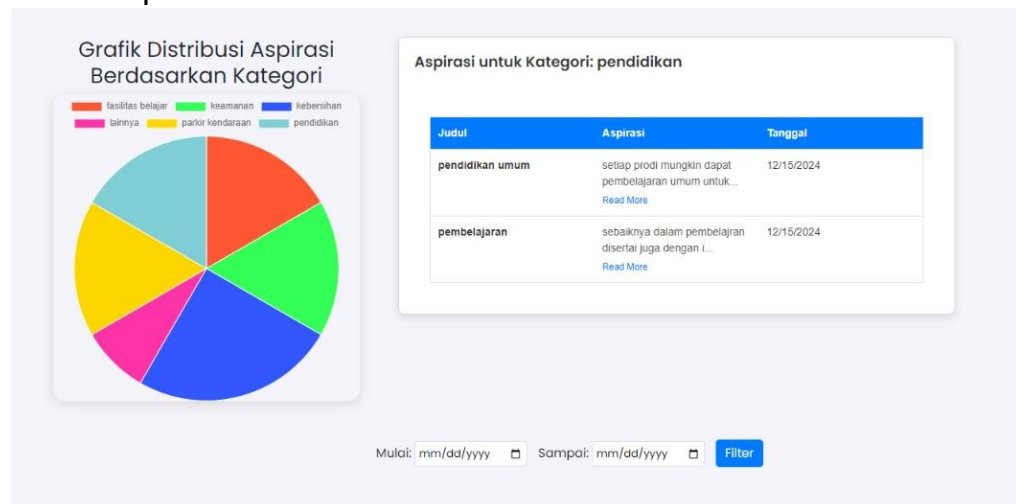 Grafik Distribusi Aspirasi
Berdasarkan Kategori
fasilitas belajar keamanan kebersihan
lainnya parkir kendaraan pendidikan
Aspirasi untuk Kategori: pendidikan
Judul Aspirasi Tanggal
pendidikan umum setiap prodi mungkin dapat 12/15/2024
pembelajaran umum untuk...
Read More
pembelajaran sebaiknya dalam pembelajran 12/15/2024
disertai juga dengan i...
Read More
Mulai: mm/dd/yyyy Sampai: mm/dd/yyyy Filter